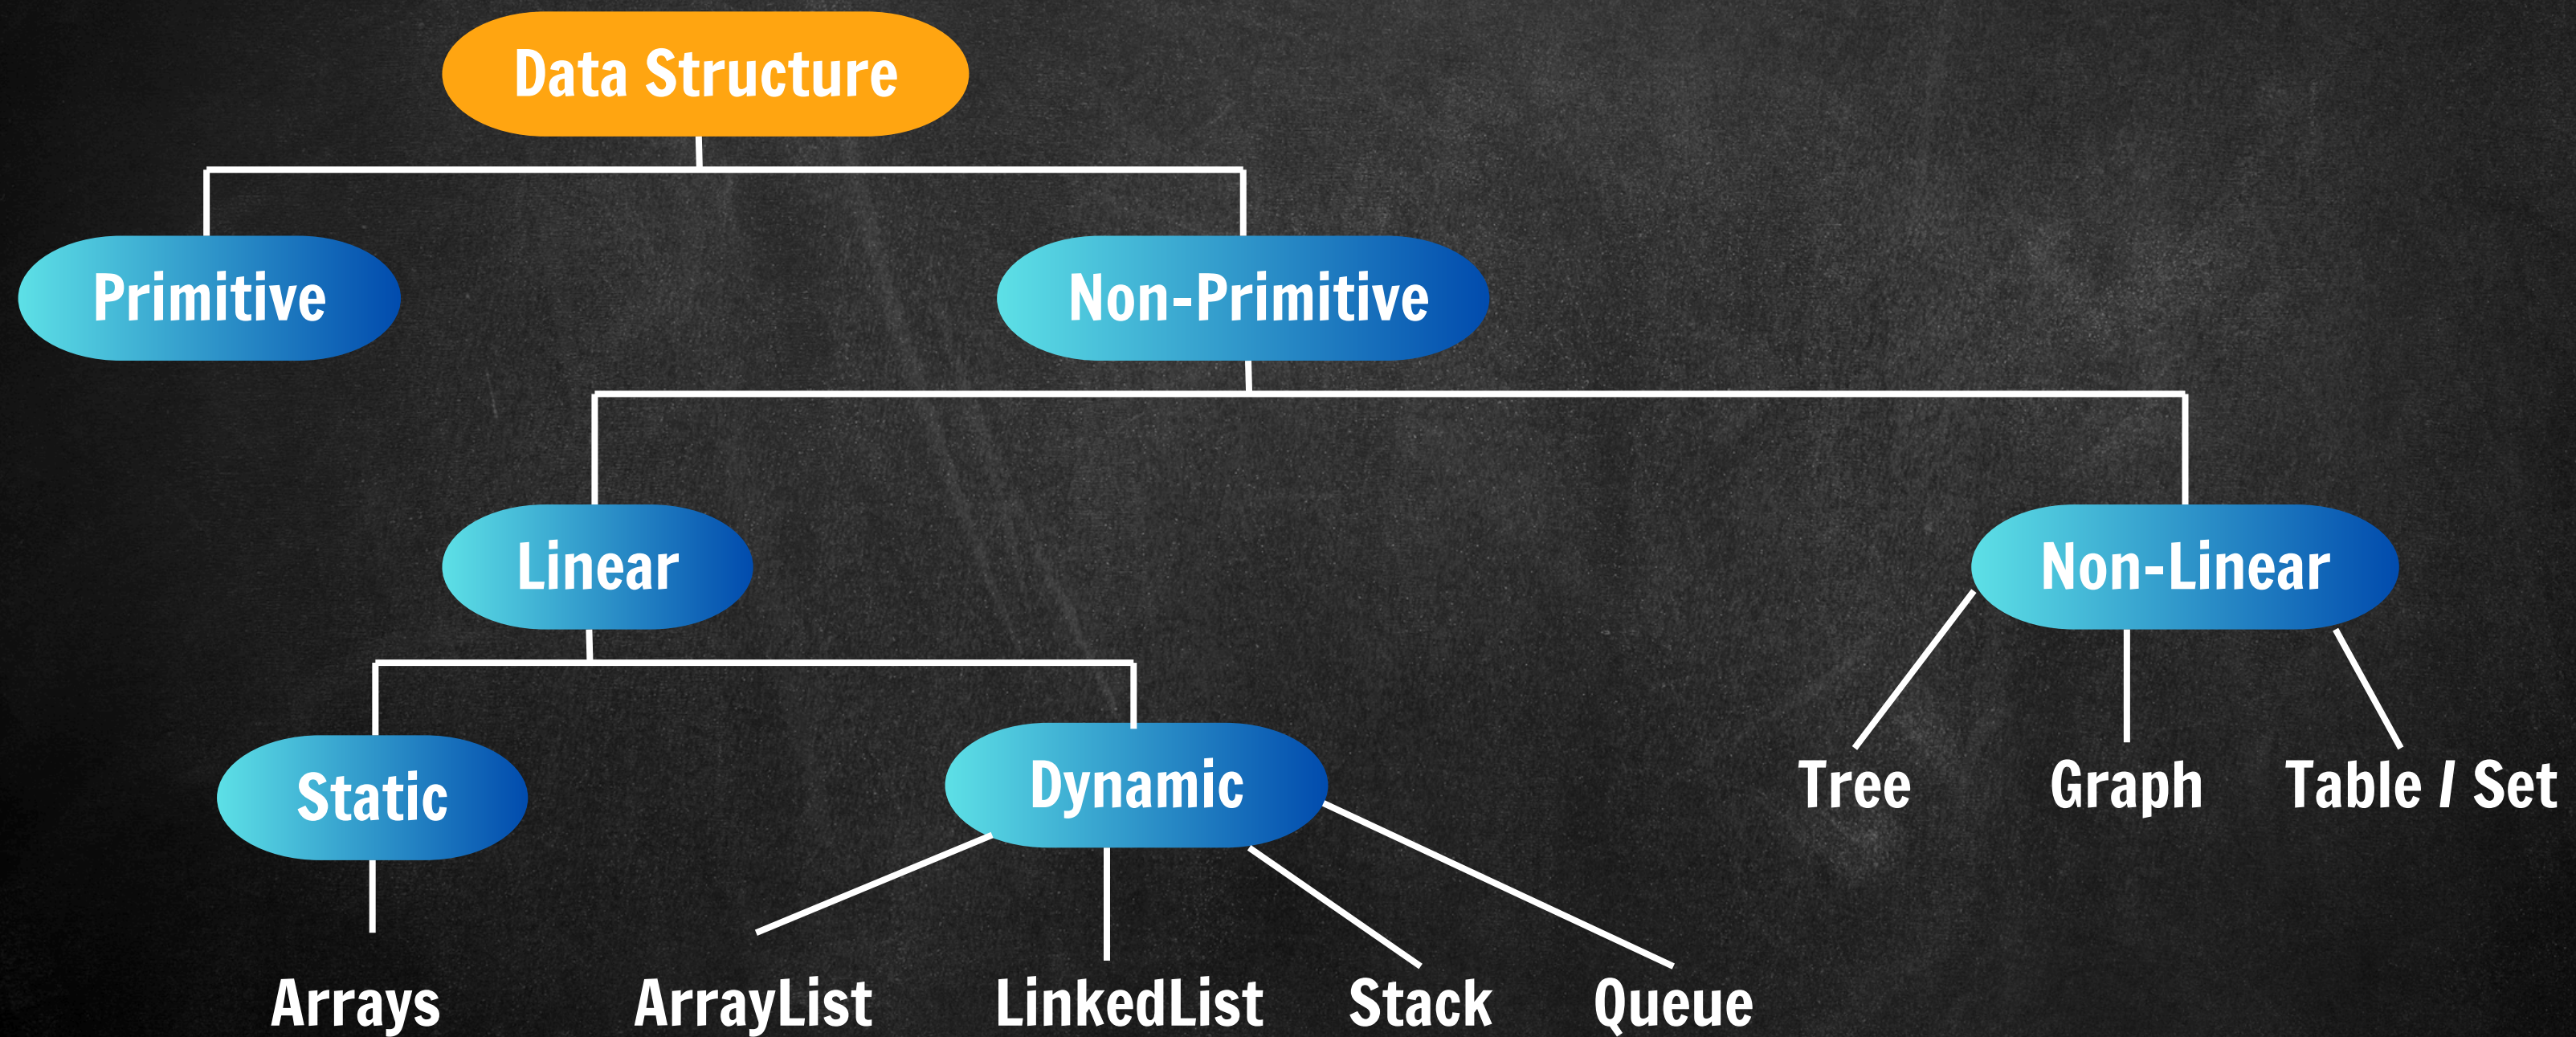 Data Structure
Primitive
Non-Primitive
Linear
Non-Linear
Static
Dynamic
Tree
Graph
Table / Set
Arrays
ArrayList
LinkedList
Stack
Queue